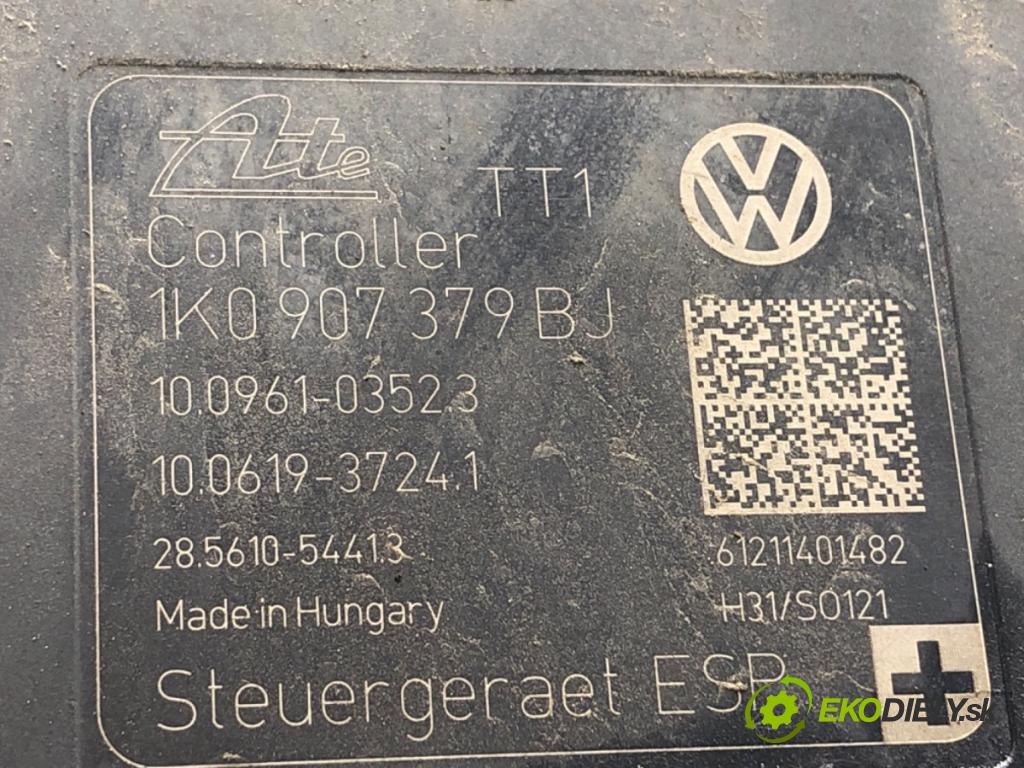 Ate
TT1
Controller
1K0 907 379 BJ
10.0961-0352.3
10.0619-3724.1
28.5610-5441.3
61211401482
Made in Hungary
H31/S0121
Steuergeraet ESP
EKODIELY.sk